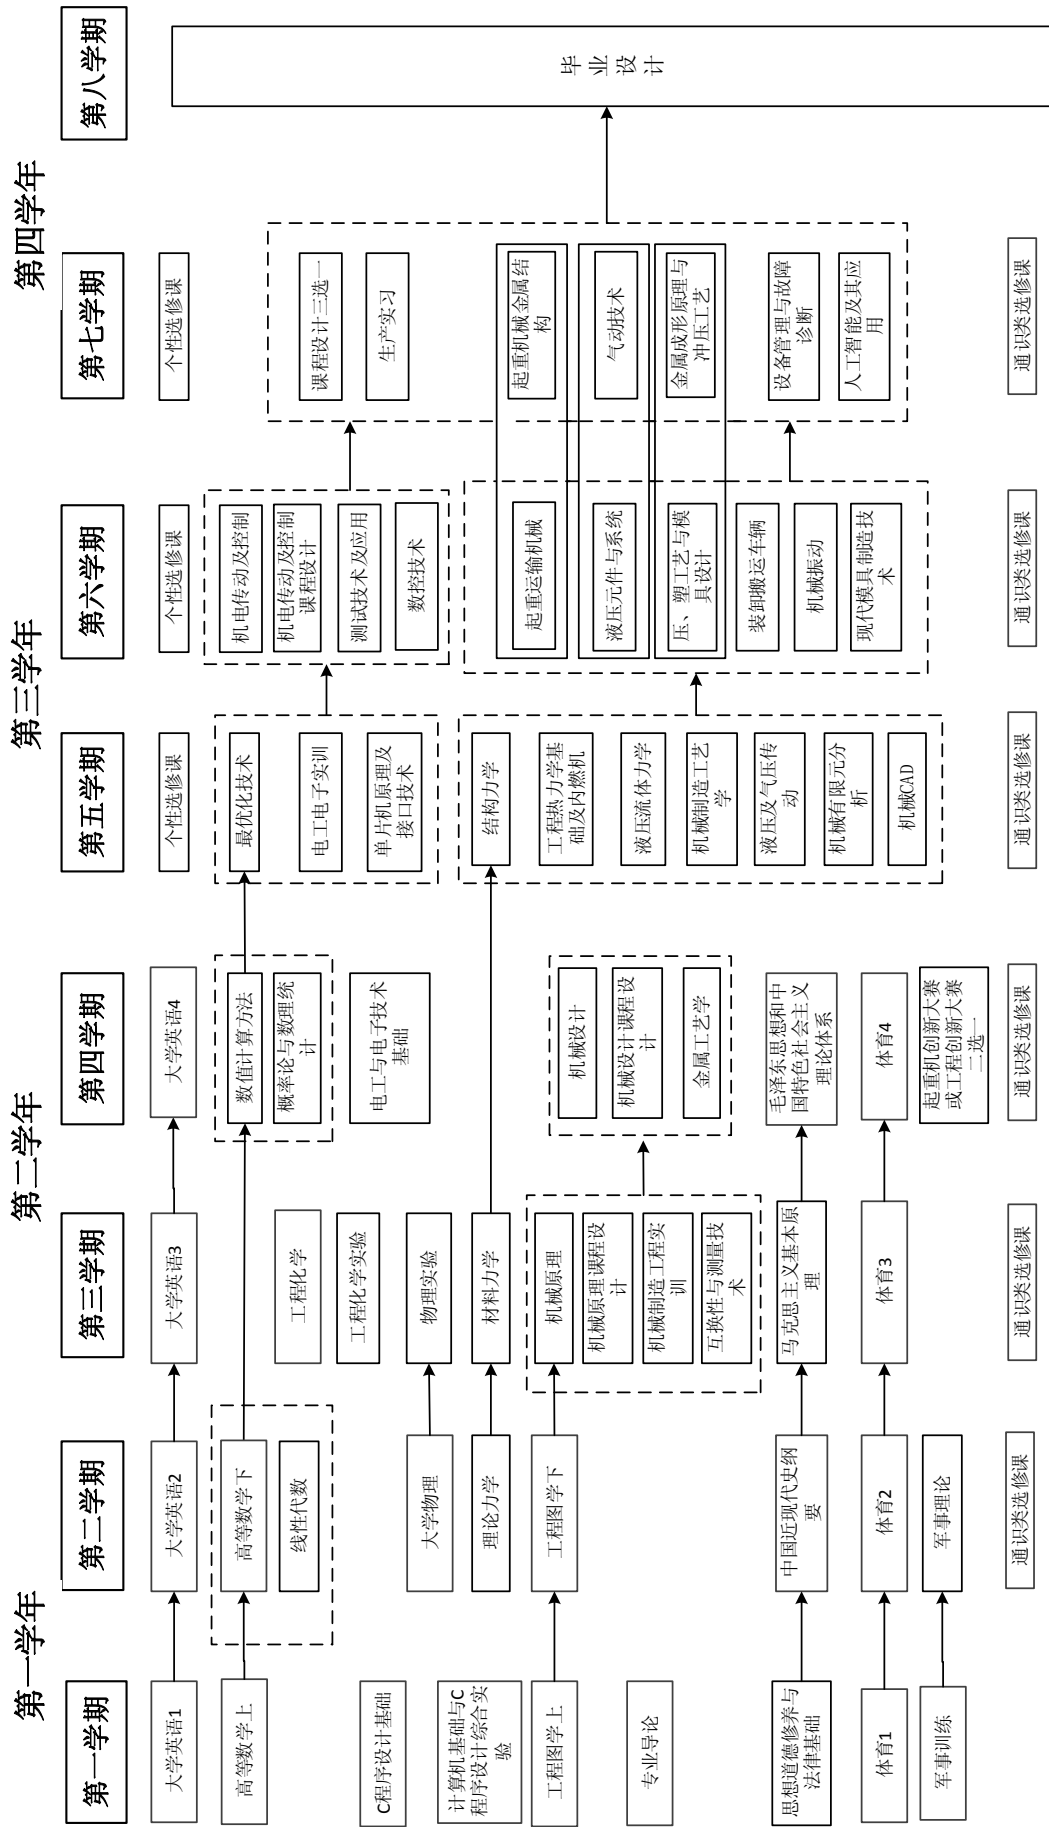 第一学年
第二学年
第三学年
第四学年
第一学期
第二学期
第三学期
第四学期
第五学期
第六学期
第七学期
第八学期
大学英语1
高等数学上
C程序设计基础
计算机基础与C
程序设计综合实
验
工程图学上
专业导论
思想道德修养与
法律基础
体育1
军事训练
大学英语2
高等数学下
线性代数
大学物理
理论力学
工程图学下
中国近现代史纲
要
体育2
军事理论
通识类选修课
大学英语3
工程化学
工程化学实验
物理实验
材料力学
机械原理
机械原理课程设
计
机械制造工程实
训
互换性与测量技
术
马克思主义基本原
理
体育3
通识类选修课
大学英语4
数值计算方法
概率论与数理统
计
电工与电子技术
基础
机械设计
机械设计课程设
计
金属工艺学
毛泽东思想和中
国特色社会主义
理论体系
体育4
起重机创新大赛
或工程创新大赛
二选一
通识类选修课
个性选修课
最优化技术
电工电子实训
单片机原理及
接口技术
结构力学
工程热力学基
础及内燃机
液压流体力学
机械制造工艺
学
液压及气压传
动
机械有限元分
析
机械CAD
通识类选修课
个性选修课
机电传动及控制
机电传动及控制
课程设计
测试技术及应用
数控技术
起重运输机械
液压元件与系统
压、塑工艺与模
具设计
装卸搬运车辆
机械振动
现代模具制造技
术
通识类选修课
个性选修课
课程设计三选一
生产实习
起重机械金属结
构
气动技术
金属成形原理与
冲压工艺
设备管理与故障
诊断
人工智能及其应
用
通识类选修课
毕业设计